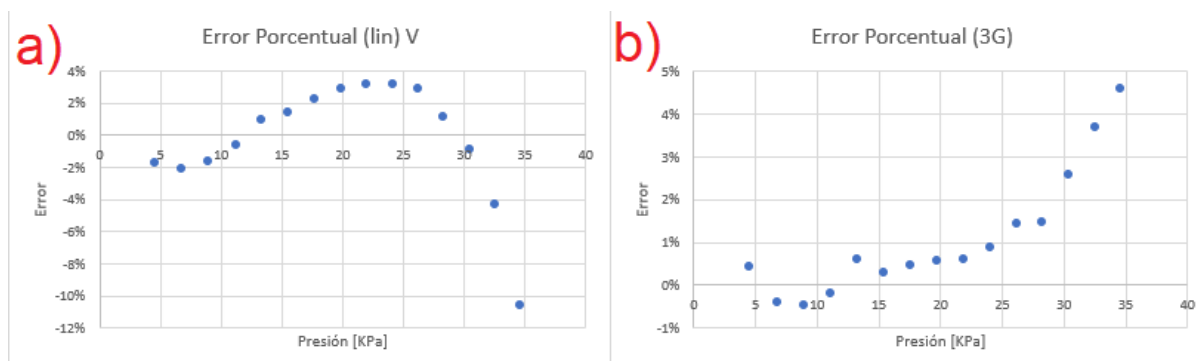 a)
Error Porcentual (lin) V
4%
2%
0%
-2%
-4%
-6%
-8%
-10%
-12%
0 5 10 15 20 25 30 35 40
Error
Presión [KPa]
b)
Error Porcentual (3G)
5%
4%
3%
2%
1%
0%
-1%
0 5 10 15 20 25 30 35 40
Error
Presión [KPa]